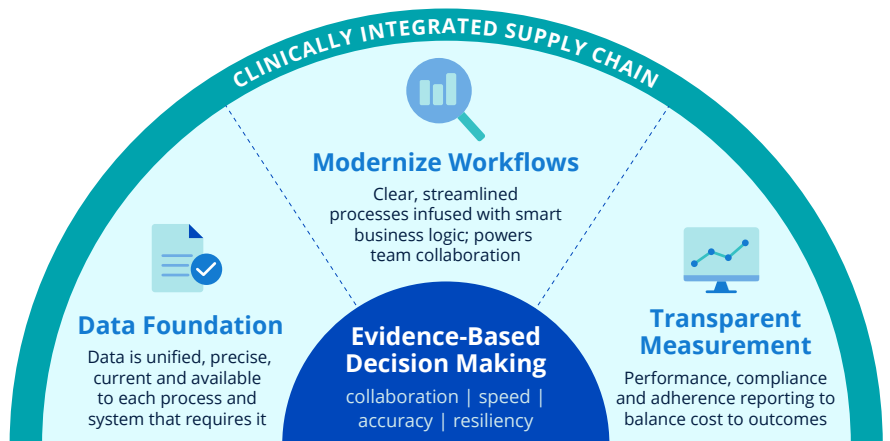 CLINICALLY INTEGRATED SUPPLY CHAIN
Modernize Workflows
Clear, streamlined
processes infused with smart
business logic; powers
team collaboration
Data Foundation
Data is unified, precise,
current and available
to each process and
system that requires it
Evidence-Based
Decision Making
collaboration | speed |
accuracy | resiliency
Transparent
Measurement
Performance, compliance
and adherence reporting to
balance cost to outcomes